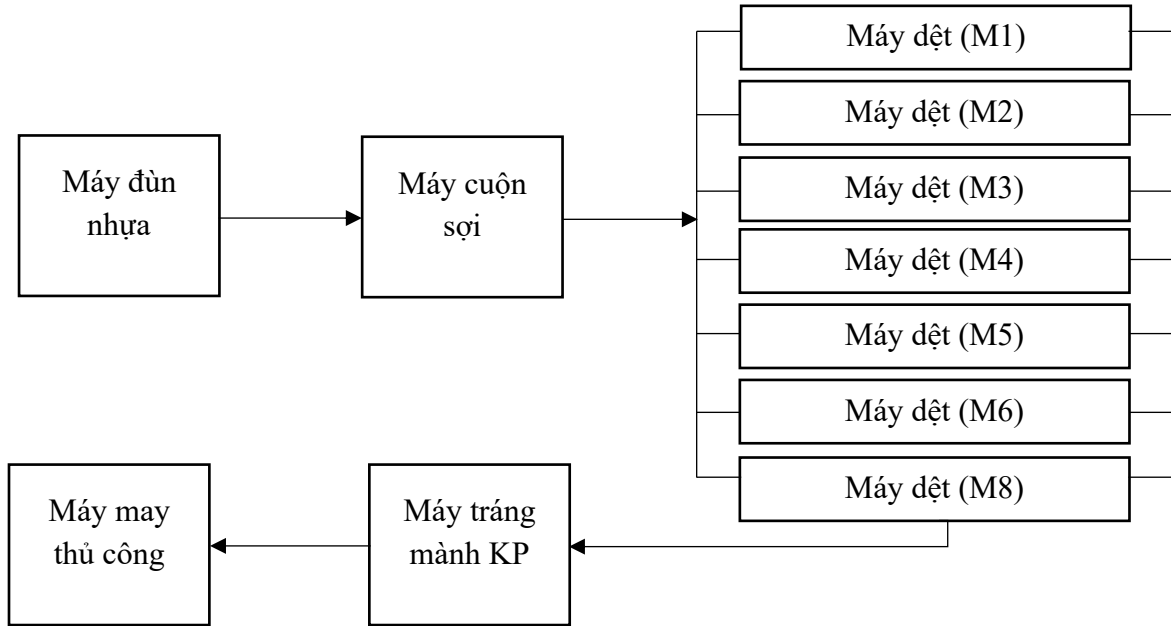 Máy đùn
nhựa
Máy cuộn
sợi
Máy dệt (M1)
Máy dệt (M2)
Máy dệt (M3)
Máy dệt (M4)
Máy dệt (M5)
Máy dệt (M6)
Máy dệt (M8)
Máy tráng
mành KP
Máy may
thủ công